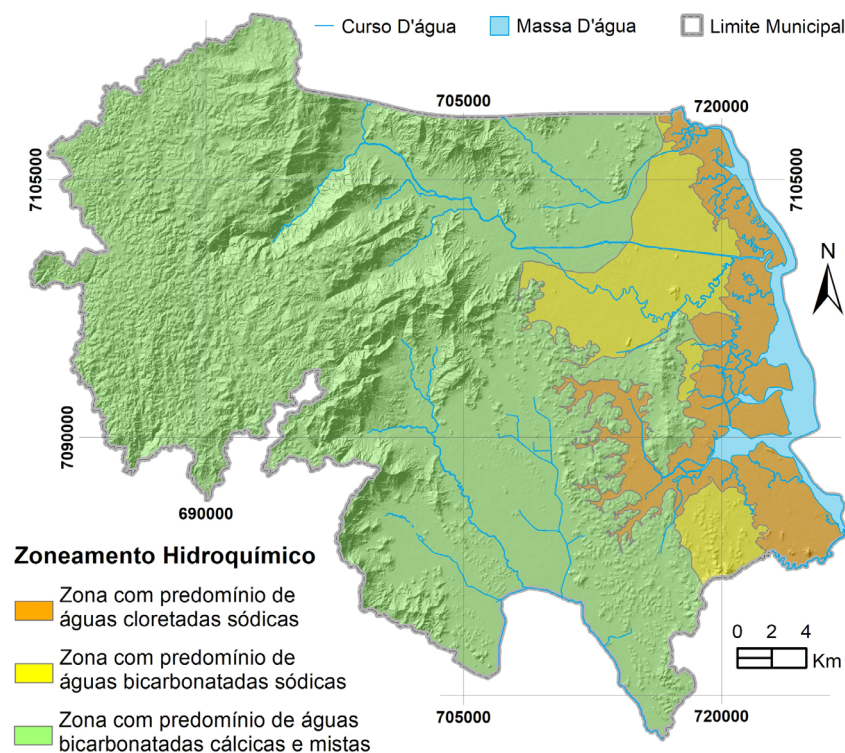 Curso D'água
Massa D'água
Limite Municipal
705000
720000
7105000
7105000
N
7090000
7090000
690000
Zoneamento Hidroquímico
Zona com predomínio de
águas cloretadas sódicas
Zona com predomínio de
águas bicarbonatadas sódicas
Zona com predomínio de águas
bicarbonatadas cálcicas e mistas
0 2 4
Km
705000
720000